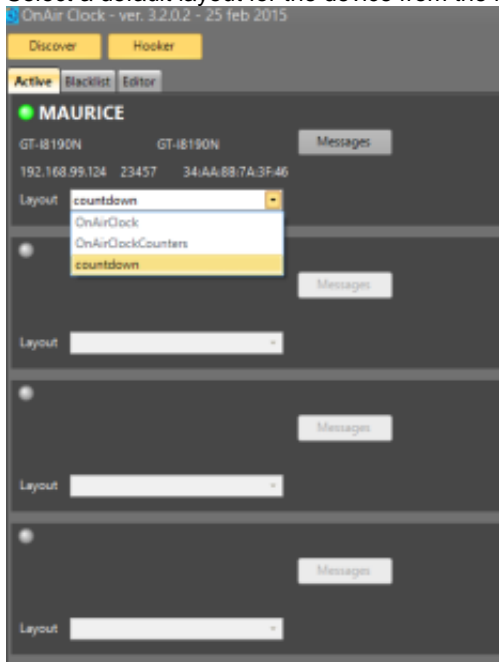 Select a default layout for the device from the
OnAir Clock - ver. 3.2.0.2 - 25 feb 2015
Discover Hooker
Active Blacklist Editor
MAURICE
GT-I8190N GT-I8190N Messages
192.168.99.124 23457 34:AA:8B:7A:3F:46
Layout countdown
OnAirClock
OnAirClockCounters
countdown
Messages
Layout
Messages
Layout
Messages
Layout